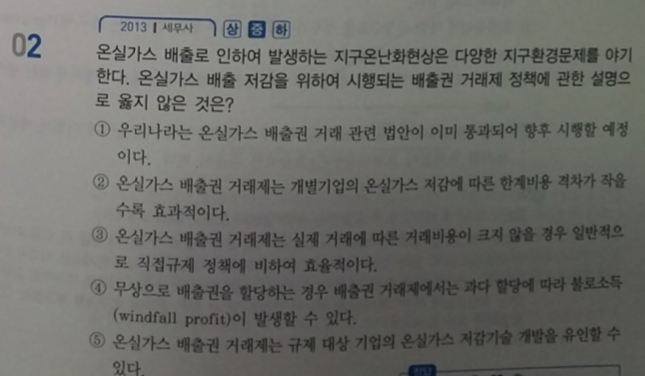 02
2013 | 세무사 상 중 하
온실가스 배출로 인하여 발생하는 지구온난화현상은 다양한 지구환경문제를 야기
한다. 온실가스 배출 저감을 위하여 시행되는 배출권 거래제 정책에 관한 설명으
로 옳지 않은 것은?
① 우리나라는 온실가스 배출권 거래 관련 법안이 이미 통과되어 향후 시행할 예정
이다.
② 온실가스 배출권 거래제는 개별기업의 온실가스 저감에 따른 한계비용 격차가 작을
수록 효과적이다.
③ 온실가스 배출권 거래제는 실제 거래에 따른 거래비용이 크지 않을 경우 일반적으
로 직접규제 정책에 비하여 효율적이다.
④ 무상으로 배출권을 할당하는 경우 배출권 거래제에서는 과다 할당에 따라 불로소득
(windfall profit)이 발생할 수 있다.
⑤ 온실가스 배출권 거래제는 규제 대상 기업의 온실가스 저감기술 개발을 유인할 수
있다.